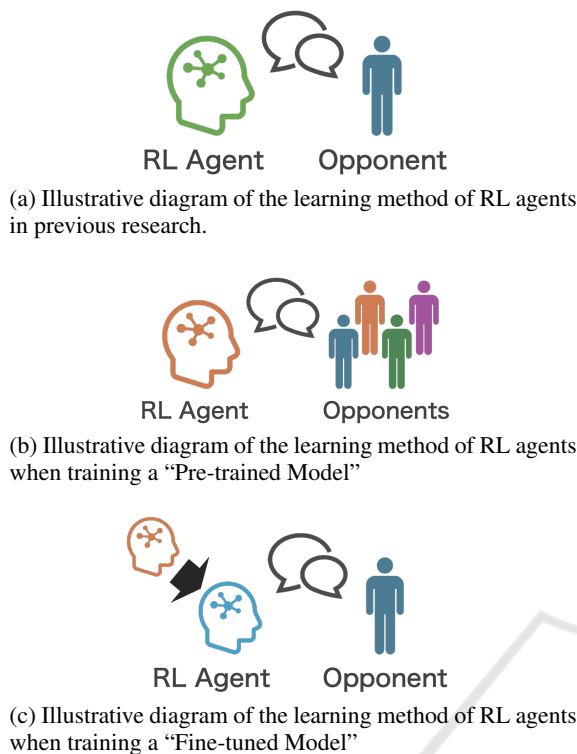 RL Agent Opponent
(a) Illustrative diagram of the learning method of RL agents
in previous research.
RL Agent Opponents
(b) Illustrative diagram of the learning method of RL agents
when training a “Pre-trained Model”
RL Agent Opponent
(c) Illustrative diagram of the learning method of RL agents
when training a “Fine-tuned Model”